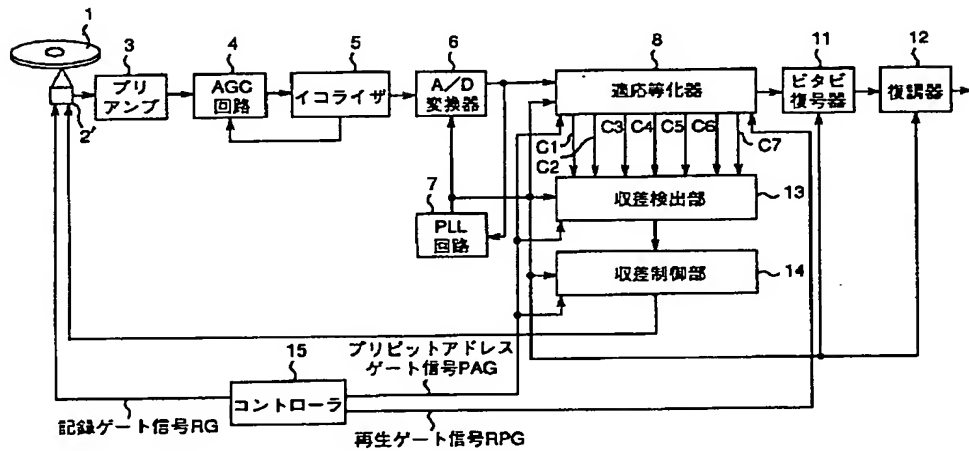 1
2'
3
プリ
アンプ
4
AGC
回路
5
イコライザ
6
A/D
変換器
7
PLL
回路
8
適応等化器
11
ビタビ
復号器
12
復調器
C1
C2
C3
C4
C5
C6
C7
収差検出部
13
収差制御部
14
プリピットアドレス
ゲート信号PAG
15
コントローラ
記録ゲート信号RG
再生ゲート信号RPG